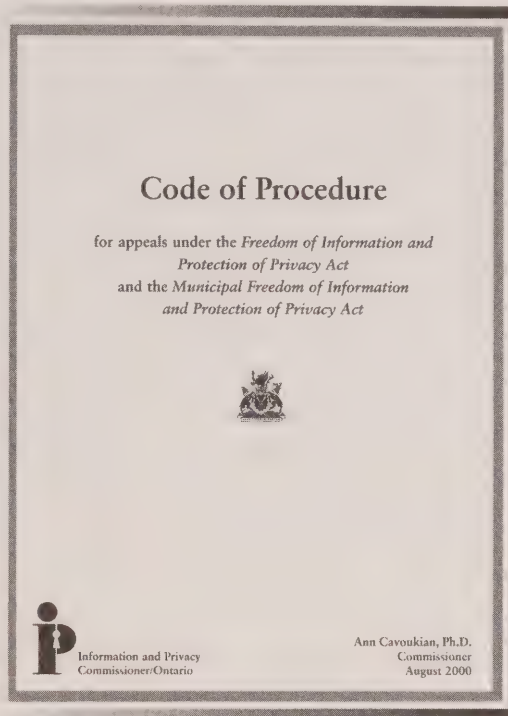 Code of Procedure
for appeals under the Freedom of Information and
Protection of Privacy Act
and the Municipal Freedom of Information
and Protection of Privacy Act
Information and Privacy
Commissioner/Ontario
Ann Cavoukian, Ph.D.
Commissioner
August 2000